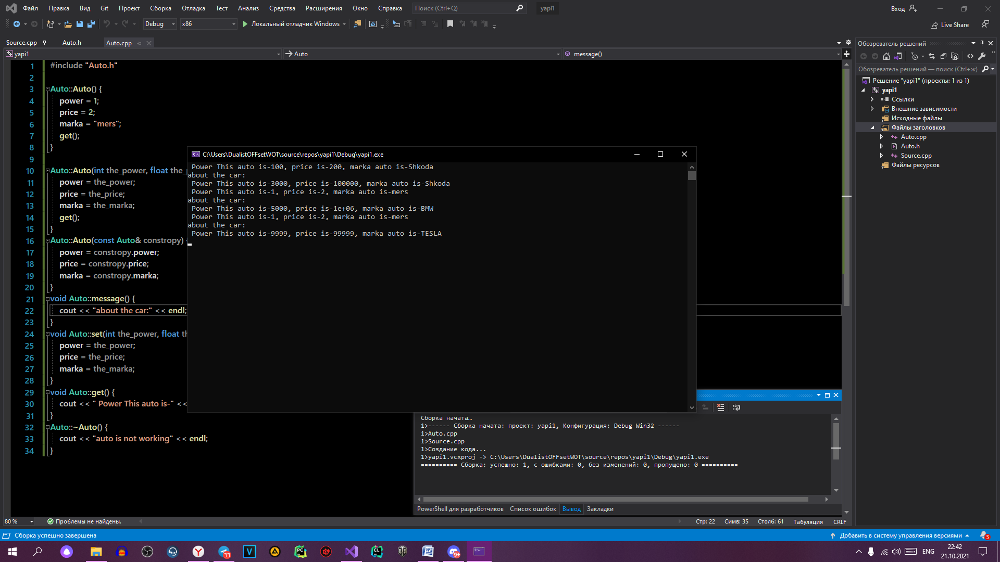 Файл Правка Вид Git Проект Сборка Отладка Тест Анализ Средства Расширения Окно Справка Поиск (Ctrl+Q) yapi1 Вход
Debug x86 Локальный отладчик Windows Live Share
Source.cpp Auto.h Auto.cpp
yapi1 Auto message()
1 #include "Auto.h"
2
3 Auto::Auto() {
4 power = 1;
5 price = 2;
6 marka = "mers";
7 get();
8 }
9
10 Auto::Auto(int the_power, float the_
11 power = the_power;
12 price = the_price;
13 marka = the_marka;
14 get();
15 }
16 Auto::Auto(const Auto& constropy) {
17 power = constropy.power;
18 price = constropy.price;
19 marka = constropy.marka;
20 }
21 void Auto::message() {
22 cout << "about the car:" << endl;
23 }
24 void Auto::set(int the_power, float th
25 power = the_power;
26 price = the_price;
27 marka = the_marka;
28 }
29 void Auto::get() {
30 cout << " Power This auto is-" <<
31 }
32 Auto::~Auto() {
33 cout << "auto is not working" << endl;
34 }
C:\Users\DualistOFFsetWOT\source\repos\yapi1\Debug\yapi1.exe
Power This auto is-100, price is-200, marka auto is-Shkoda
about the car:
Power This auto is-3000, price is-100000, marka auto is-Shkoda
Power This auto is-1, price is-2, marka auto is-mers
about the car:
Power This auto is-5000, price is-1e+06, marka auto is-BMW
Power This auto is-1, price is-2, marka auto is-mers
about the car:
Power This auto is-9999, price is-99999, marka auto is-TESLA
Сборка начата…
1>------ Сборка начата: проект: yapi1, Конфигурация: Debug Win32 ------
1>Auto.cpp
1>Source.cpp
1>Создание кода...
1>yapi1.vcxproj -> C:\Users\DualistOFFsetWOT\source\repos\yapi1\Debug\yapi1.exe
========== Сборка: успешно: 1, с ошибками: 0, без изменений: 0, пропущено: 0 ==========
PowerShell для разработчиков Список ошибок Вывод Закладки
Обозреватель решений
Обозреватель решений — поиск (Ctrl+ж)
Решение "yapi1" (проекты: 1 из 1)
yapi1
Ссылки
Внешние зависимости
Исходные файлы
Файлы заголовков
Auto.cpp
Auto.h
Source.cpp
Файлы ресурсов
80 % Проблемы не найдены. Стр: 22 Симв: 35 Столб: 61 Табуляция CRLF
Сборка успешно завершена Добавить в систему управления версиями 3
33 V PC CL W 9+ ENG 22:42
21.10.2021